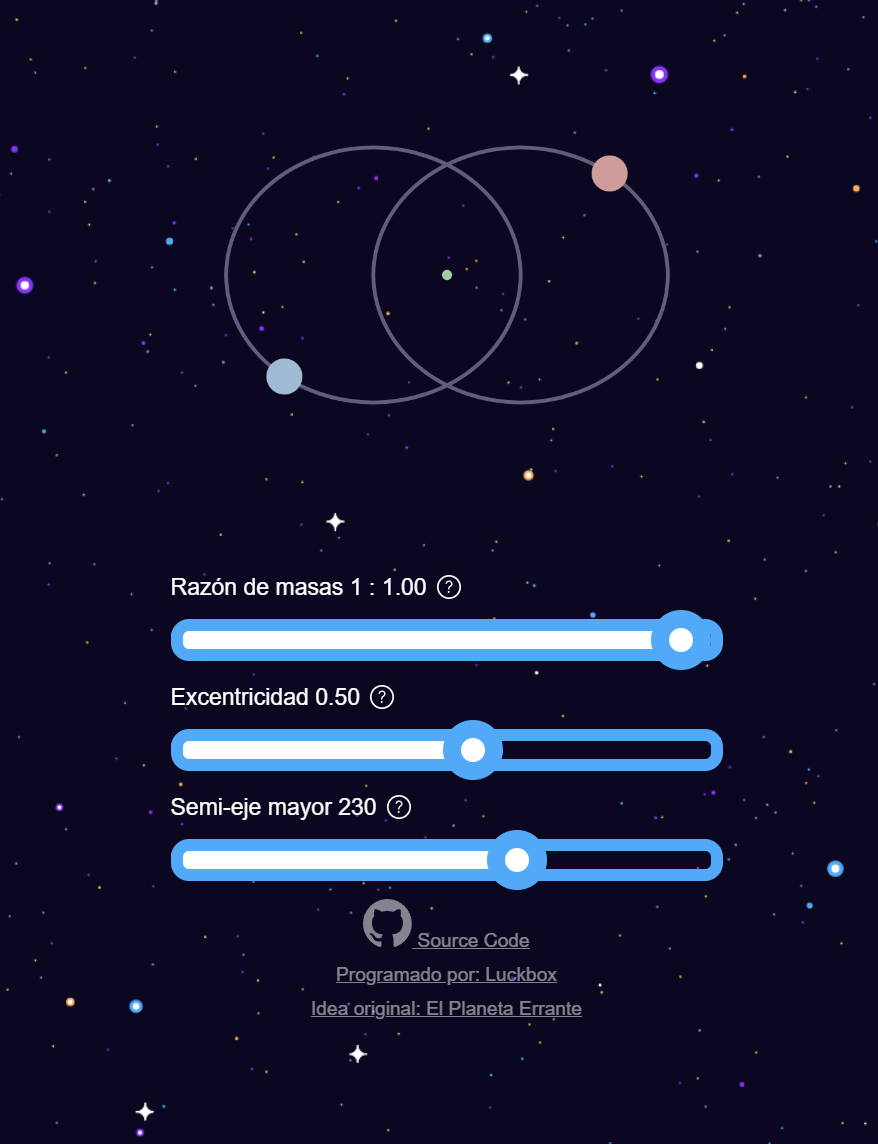 Razón de masas 1 : 1.00 ?
Excentricidad 0.50 ?
Semi-eje mayor 230 ?
Source Code
Programado por: Luckbox
Idea original: El Planeta Errante